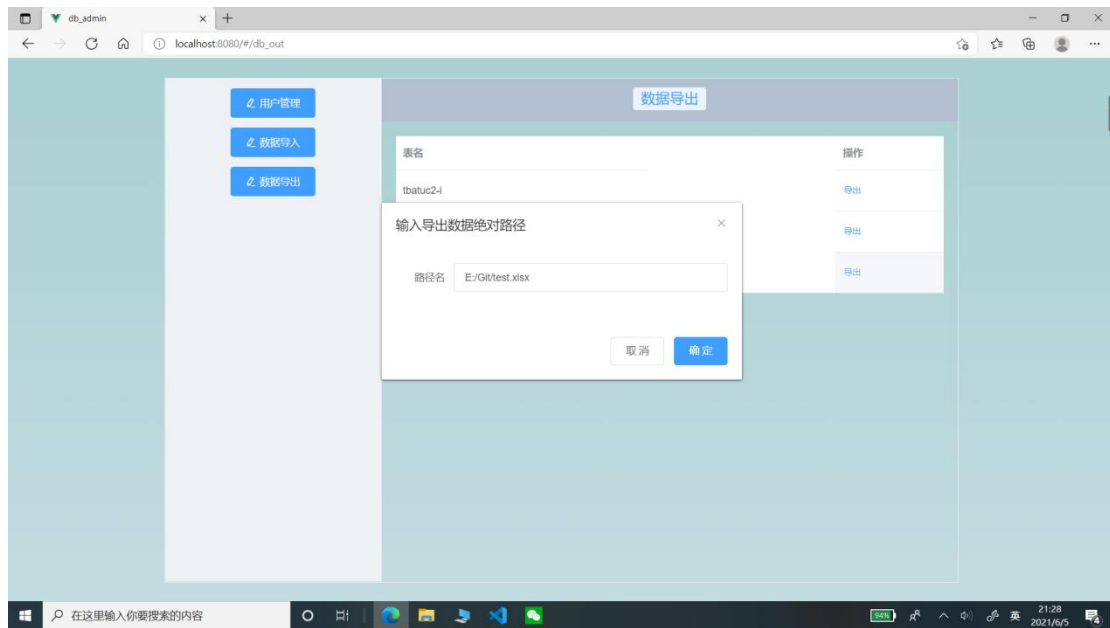 db_admin
localhost:8080/#/db_out
用户管理
数据导入
数据导出
数据导出
表名 操作
tbatuc2-i 导出
导出
导出
输入导出数据绝对路径
路径名 E:/Git/test.xlsx
取消 确定
在这里输入你要搜索的内容
94%
英
21:28
2021/6/5
4